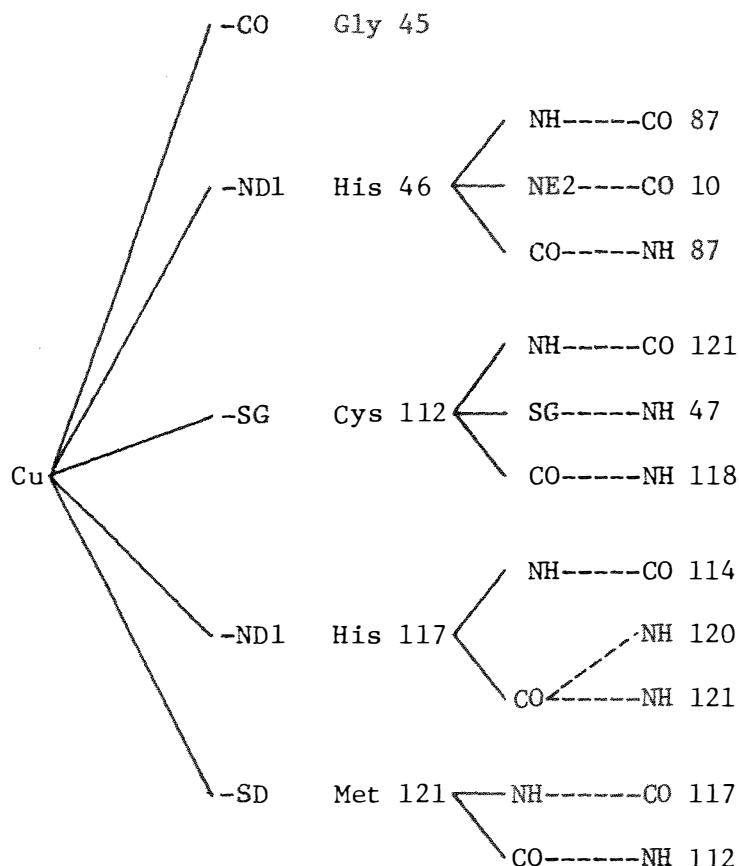 -CO Gly 45
NH-----CO 87
-ND1 His 46 NE2----CO 10
CO-----NH 87
NH-----CO 121
-SG Cys 112 SG-----NH 47
CO-----NH 118
Cu
NH-----CO 114
-ND1 His 117 NH 120
CO-----NH 121
-SD Met 121 NH------CO 117
CO------NH 112